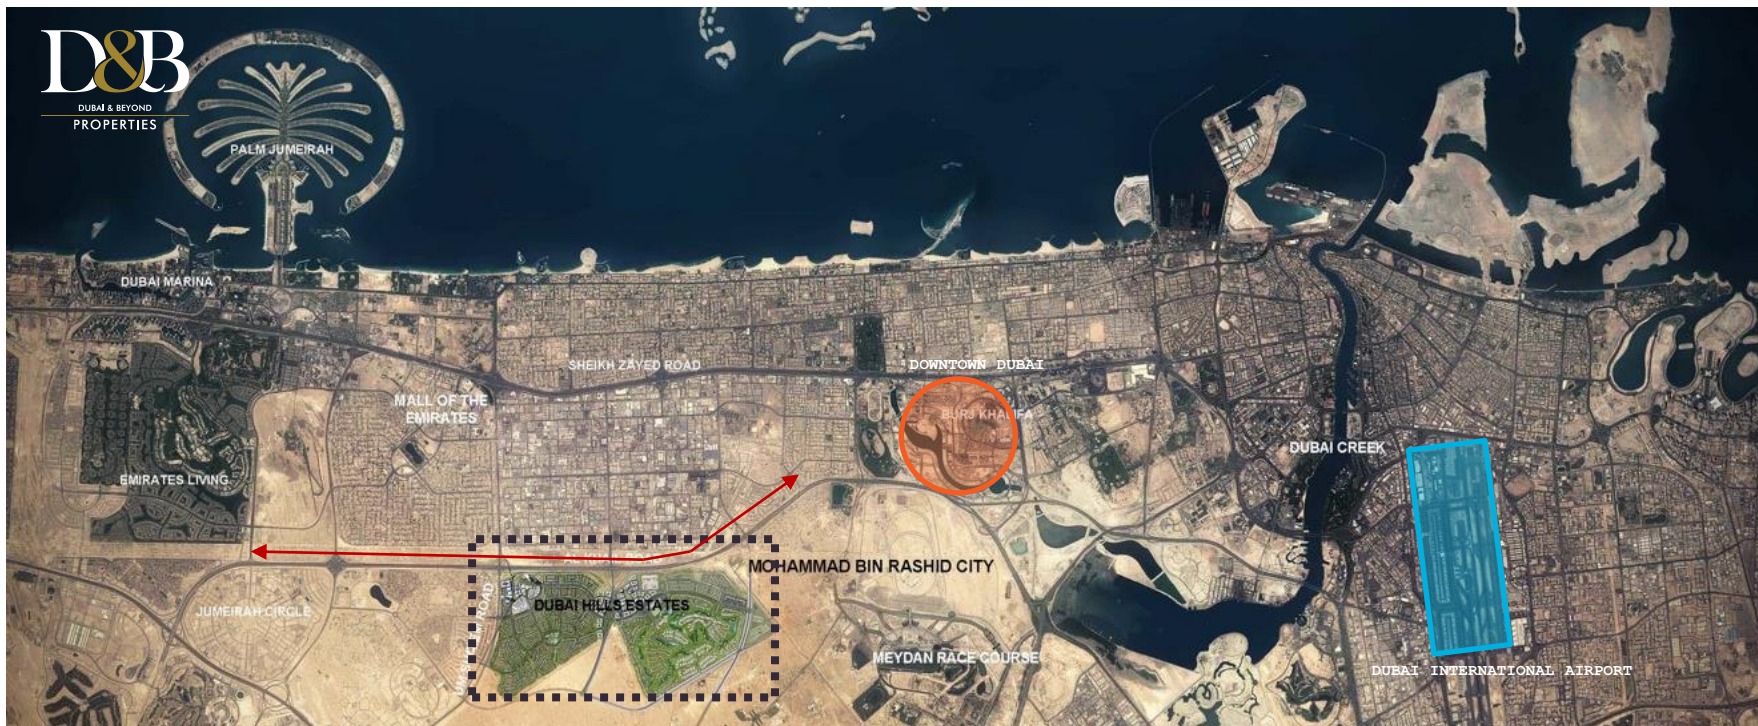 D&B
DUBAI & BEYOND
PROPERTIES
PALM JUMEIRAH
DUBAI MARINA
SHEIKH ZAYED ROAD
DOWNTOWN DUBAI
MALL OF THE
EMIRATES
BURJ KHALIFA
DUBAI CREEK
EMIRATES LIVING
MOHAMMAD BIN RASHID CITY
JUMEIRAH CIRCLE
DUBAI HILLS ESTATES
ROAD
MEYDAN RACE COURSE
DUBAI INTERNATIONAL AIRPORT